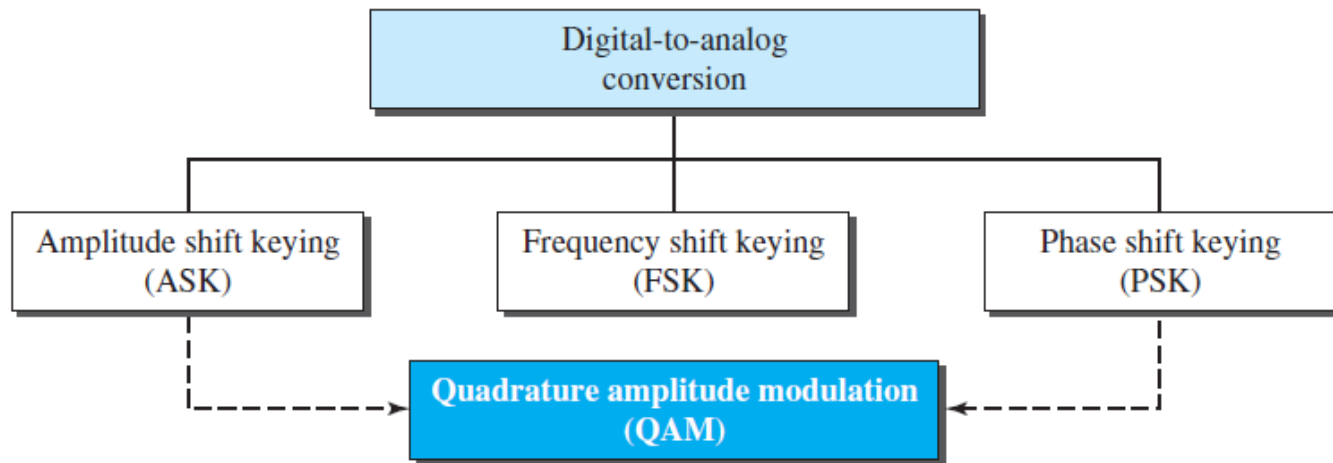 Digital-to-analog
conversion
Amplitude shift keying
(ASK)
Frequency shift keying
(FSK)
Phase shift keying
(PSK)
Quadrature amplitude modulation
(QAM)